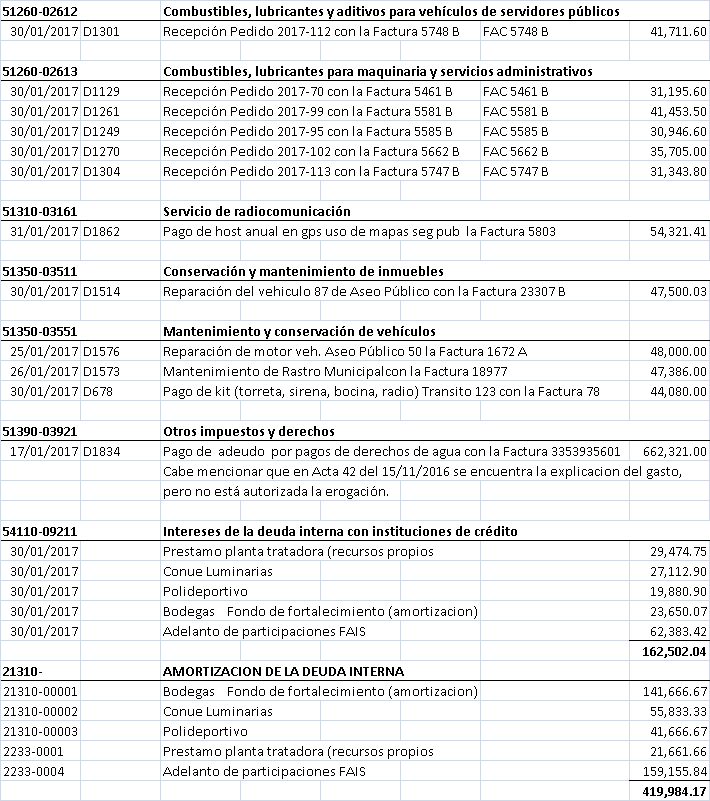 51260-02612 Combustibles, lubricantes y aditivos para vehículos de servidores públicos
30/01/2017 D1301 Recepción Pedido 2017-112 con la Factura 5748 B FAC 5748 B 41,711.60
51260-02613 Combustibles, lubricantes para maquinaria y servicios administrativos
30/01/2017 D1129 Recepción Pedido 2017-70 con la Factura 5461 B FAC 5461 B 31,195.60
30/01/2017 D1261 Recepción Pedido 2017-99 con la Factura 5581 B FAC 5581 B 41,453.50
30/01/2017 D1249 Recepción Pedido 2017-95 con la Factura 5585 B FAC 5585 B 30,946.60
30/01/2017 D1270 Recepción Pedido 2017-102 con la Factura 5662 B FAC 5662 B 35,705.00
30/01/2017 D1304 Recepción Pedido 2017-113 con la Factura 5747 B FAC 5747 B 31,343.80
51310-03161 Servicio de radiocomunicación
31/01/2017 D1862 Pago de host anual en gps uso de mapas seg pub la Factura 5803 54,321.41
51350-03511 Conservación y mantenimiento de inmuebles
30/01/2017 D1514 Reparación del vehiculo 87 de Aseo Público con la Factura 23307 B 47,500.03
51350-03551 Mantenimiento y conservación de vehículos
25/01/2017 D1576 Reparación de motor veh. Aseo Público 50 la Factura 1672 A 48,000.00
26/01/2017 D1573 Mantenimiento de Rastro Municipalcon la Factura 18977 47,386.00
30/01/2017 D678 Pago de kit (torreta, sirena, bocina, radio) Transito 123 con la Factura 78 44,080.00
51390-03921 Otros impuestos y derechos
17/01/2017 D1834 Pago de adeudo por pagos de derechos de agua con la Factura 3353935601 662,321.00
Cabe mencionar que en Acta 42 del 15/11/2016 se encuentra la explicacion del gasto,
pero no está autorizada la erogación.
54110-09211 Intereses de la deuda interna con instituciones de crédito
30/01/2017 Prestamo planta tratadora (recursos propios 29,474.75
30/01/2017 Conue Luminarias 27,112.90
30/01/2017 Polideportivo 19,880.90
30/01/2017 Bodegas Fondo de fortalecimiento (amortizacion) 23,650.07
30/01/2017 Adelanto de participaciones FAIS 62,383.42
162,502.04
21310- AMORTIZACION DE LA DEUDA INTERNA
21310-00001 Bodegas Fondo de fortalecimiento (amortizacion) 141,666.67
21310-00002 Conue Luminarias 55,833.33
21310-00003 Polideportivo 41,666.67
2233-0001 Prestamo planta tratadora (recursos propios 21,661.66
2233-0004 Adelanto de participaciones FAIS 159,155.84
419,984.17